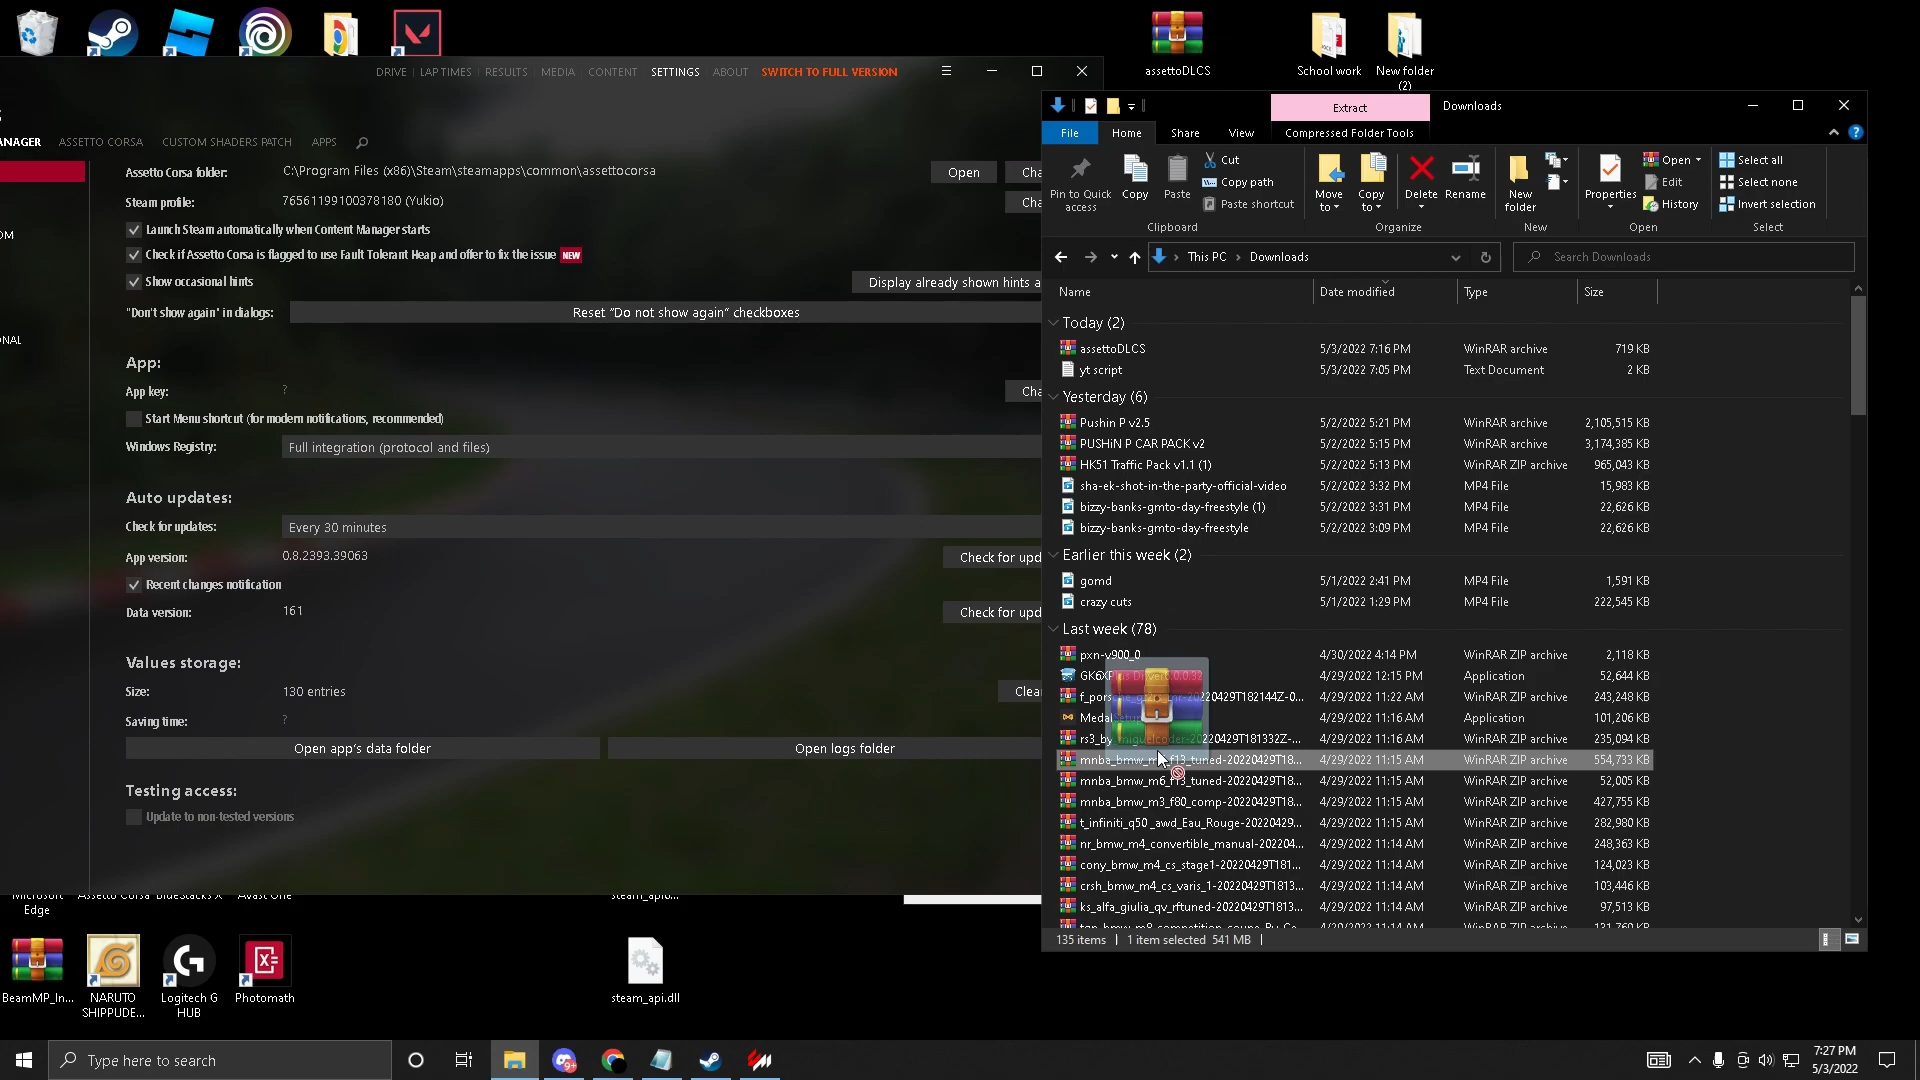 assettoDLCS
School work
New folder
(2)
DRIVE
LAP TIMES
RESULTS
MEDIA
CONTENT
SETTINGS
ABOUT
SWITCH TO FULL VERSION
ANAGER
ASSETTO CORSA
CUSTOM SHADERS PATCH
APPS
Assetto Corsa folder:
C:\Program Files (x86)\Steam\steamapps\common\assettocorsa
Open
Cha
Steam profile:
76561199100378180 (Yukio)
Cha
Launch Steam automatically when Content Manager starts
OM
Check if Assetto Corsa is flagged to use Fault Tolerant Heap and offer to fix the issue
NEW
Show occasional hints
Display already shown hints a
"Don't show again" in dialogs:
Reset "Do not show again" checkboxes
NAL
App:
App key:
?
Cha
Start Menu shortcut (for modern notifications, recommended)
Windows Registry:
Full integration (protocol and files)
Auto updates:
Check for updates:
Every 30 minutes
App version:
0.8.2393.39063
Check for upd
Recent changes notification
Data version:
161
Check for upd
Values storage:
Size:
130 entries
Clea
Saving time:
?
Open app's data folder
Open logs folder
Testing access:
Update to non-tested versions
Extract
Downloads
File
Home
Share
View
Compressed Folder Tools
Pin to Quick
access
Copy
Paste
Cut
Copy path
Paste shortcut
Clipboard
Move
to
Copy
to
Delete
Rename
Organize
New
folder
New
Properties
Open
Edit
History
Open
Select all
Select none
Invert selection
Select
This PC
Downloads
Search Downloads
Name
Date modified
Type
Size
Today (2)
assettoDLCS 5/3/2022 7:16 PM WinRAR archive 719 KB
yt script 5/3/2022 7:05 PM Text Document 2 KB
Yesterday (6)
Pushin P v2.5 5/2/2022 5:21 PM WinRAR archive 2,105,515 KB
PUSHiN P CAR PACK v2 5/2/2022 5:15 PM WinRAR archive 3,174,385 KB
HK51 Traffic Pack v1.1 (1) 5/2/2022 5:13 PM WinRAR ZIP archive 965,043 KB
sha-ek-shot-in-the-party-official-video 5/2/2022 3:32 PM MP4 File 15,983 KB
bizzy-banks-gmto-day-freestyle (1) 5/2/2022 3:31 PM MP4 File 22,626 KB
bizzy-banks-gmto-day-freestyle 5/2/2022 3:09 PM MP4 File 22,626 KB
Earlier this week (2)
gomd 5/1/2022 2:41 PM MP4 File 1,591 KB
crazy cuts 5/1/2022 1:29 PM MP4 File 222,545 KB
Last week (78)
pxn-v900_0 4/30/2022 4:14 PM WinRAR ZIP archive 2,118 KB
4/29/2022 12:15 PM Application 52,644 KB
4/29/2022 11:22 AM WinRAR ZIP archive 243,248 KB
4/29/2022 11:16 AM Application 101,206 KB
4/29/2022 11:16 AM WinRAR ZIP archive 235,094 KB
4/29/2022 11:15 AM WinRAR ZIP archive 554,733 KB
mnba_bmw_m6_f13_tuned-20220429T18... 4/29/2022 11:15 AM WinRAR ZIP archive 52,005 KB
mnba_bmw_m3_f80_comp-20220429T18... 4/29/2022 11:15 AM WinRAR ZIP archive 427,755 KB
t_infiniti_q50_awd_Eau_Rouge-20220429... 4/29/2022 11:15 AM WinRAR ZIP archive 282,980 KB
nr_bmw_m4_convertible_manual-202204... 4/29/2022 11:14 AM WinRAR ZIP archive 248,363 KB
cony_bmw_m4_cs_stage1-20220429T181... 4/29/2022 11:14 AM WinRAR ZIP archive 124,023 KB
crsh_bmw_m4_cs_varis_1-20220429T1813... 4/29/2022 11:14 AM WinRAR ZIP archive 103,446 KB
ks_alfa_giulia_qv_rftuned-20220429T1813... 4/29/2022 11:14 AM WinRAR ZIP archive 97,513 KB
135 items
1 item selected 541 MB
Edge
BeamMP_In...
NARUTO
SHIPPUDE...
Logitech G
HUB
Photomath
steam_api.dll
Type here to search
9+
7:27 PM
5/3/2022